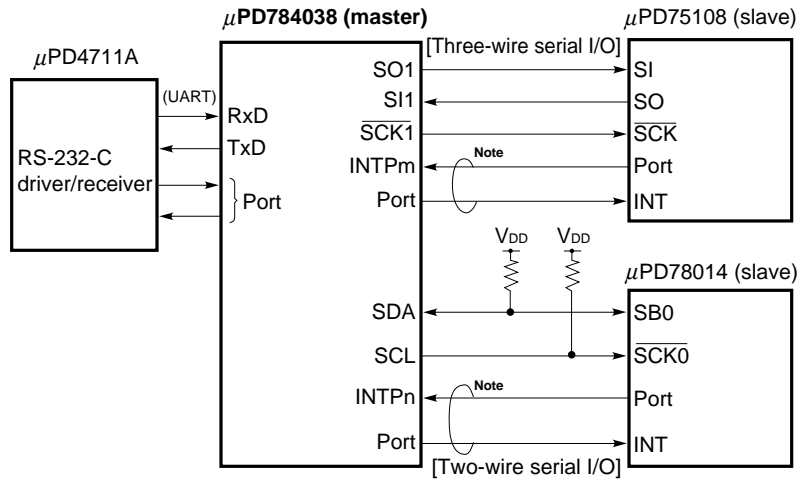 µPD784038 (master)
µPD75108 (slave)
µPD4711A
[Three-wire serial I/O]
SO1
SI
(UART)
SI1
SO
RxD
SCK1
SCK
TxD
Note
INTPm
Port
RS-232-C
driver/receiver
Port
Port
INT
VDD
VDD
µPD78014 (slave)
SDA
SB0
SCL
SCK0
Note
INTPn
Port
Port
INT
[Two-wire serial I/O]